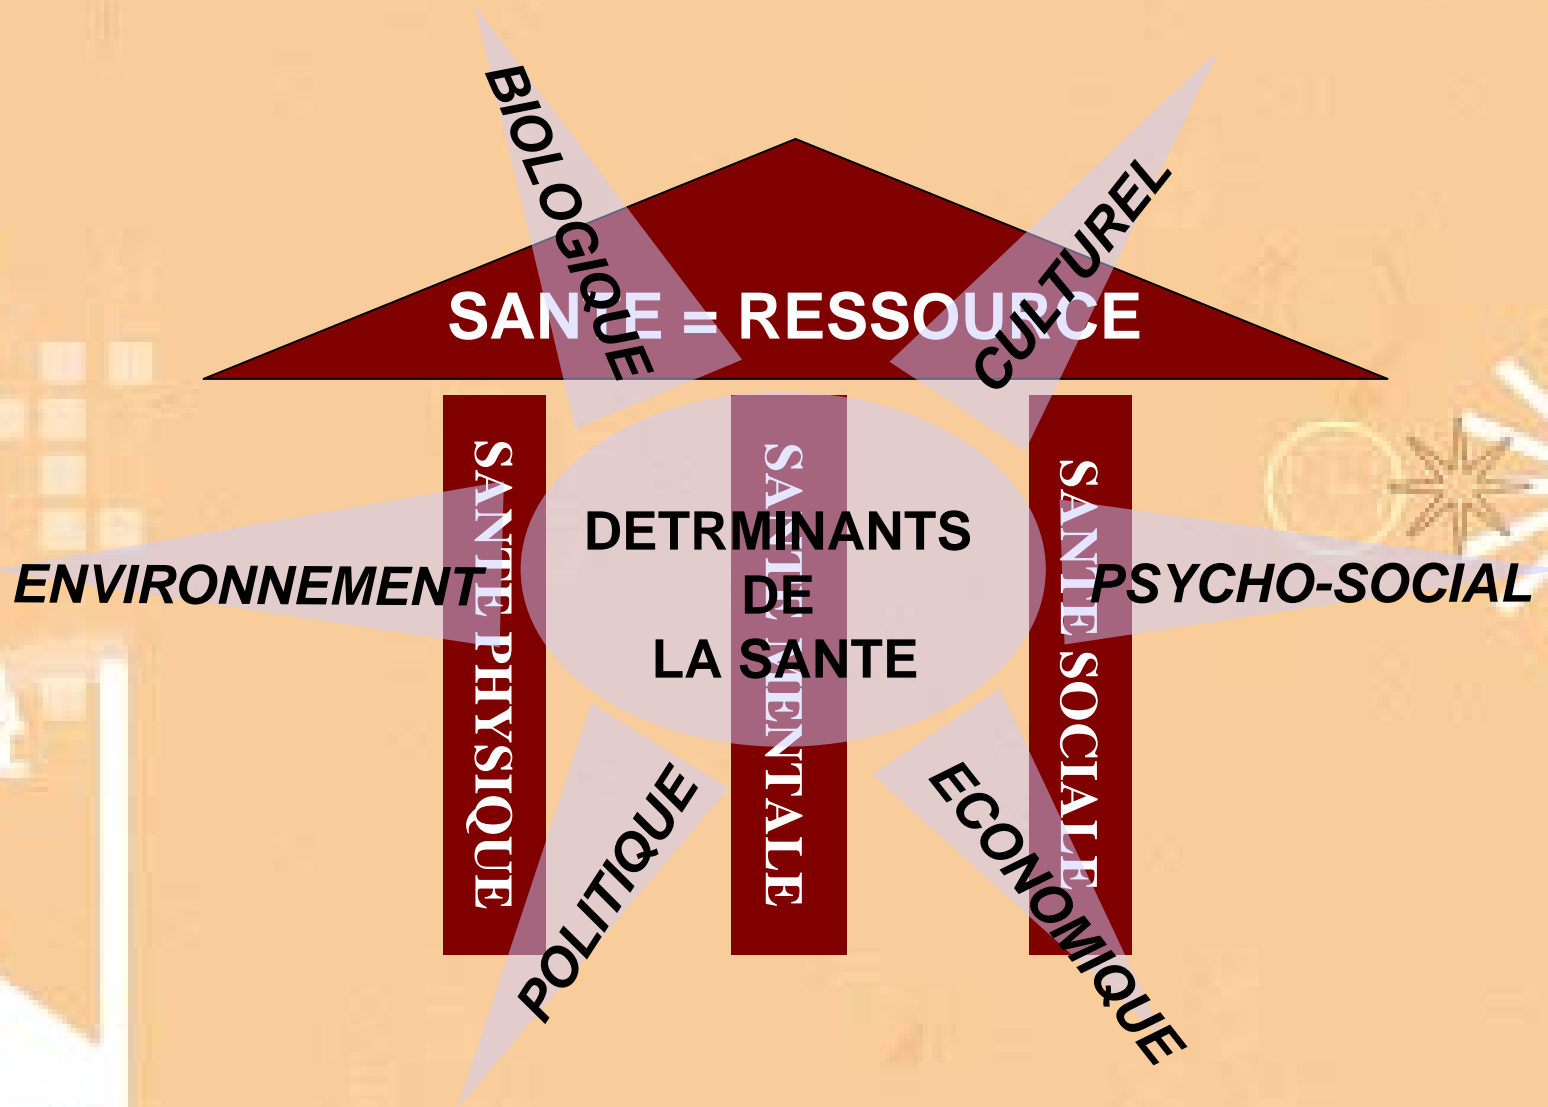 BIOLOGIQUE
CULTUREL
SANTE = RESSOURCE
SANTE PHYSIQUE
SANTE MENTALE
SANTE SOCIALE
DETRMINANTS
DE
LA SANTE
ENVIRONNEMENT
PSYCHO-SOCIAL
POLITIQUE
ECONOMIQUE